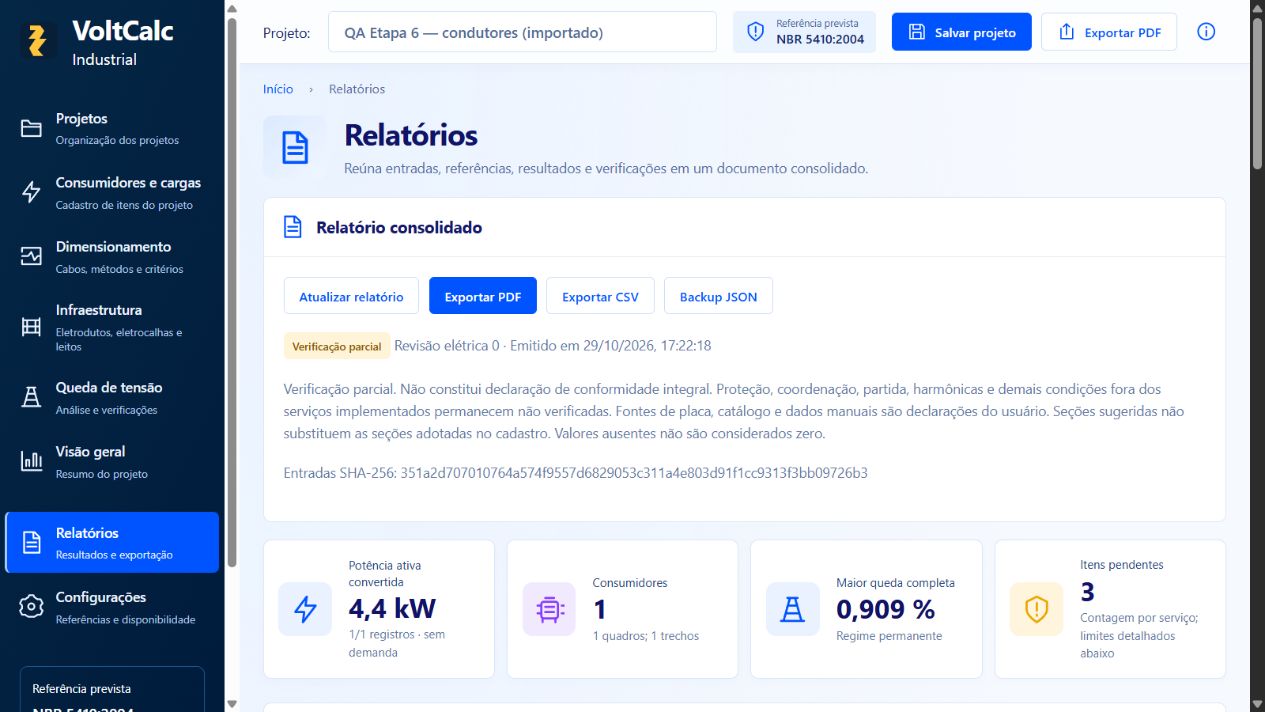 VoltCalc
Industrial
Projetos
Organização dos projetos
Consumidores e cargas
Cadastro de itens do projeto
Dimensionamento
Cabos, métodos e critérios
Infraestrutura
Eletrodutos, eletrocalhas e
leitos
Queda de tensão
Análise e verificações
Visão geral
Resumo do projeto
Relatórios
Resultados e exportação
Configurações
Referências e disponibilidade
Referência prevista
NBR 5410:2004
Projeto:
QA Etapa 6 — condutores (importado)
Referência prevista
NBR 5410:2004
Salvar projeto
Exportar PDF
Início › Relatórios
Relatórios
Reúna entradas, referências, resultados e verificações em um documento consolidado.
Relatório consolidado
Atualizar relatório
Exportar PDF
Exportar CSV
Backup JSON
Verificação parcial Revisão elétrica 0 · Emitido em 29/10/2026, 17:22:18
Verificação parcial. Não constitui declaração de conformidade integral. Proteção, coordenação, partida, harmônicas e demais condições fora dos
serviços implementados permanecem não verificadas. Fontes de placa, catálogo e dados manuais são declarações do usuário. Seções sugeridas não
substituem as seções adotadas no cadastro. Valores ausentes não são considerados zero.
Entradas SHA-256: 351a2d707010764a574f9557d6829053c311a4e803d91f1cc9313f3bb09726b3
Potência ativa
convertida
4,4 kW
1/1 registros · sem
demanda
Consumidores
1
1 quadros; 1 trechos
Maior queda completa
0,909 %
Regime permanente
Itens pendentes
3
Contagem por serviço;
limites detalhados
abaixo